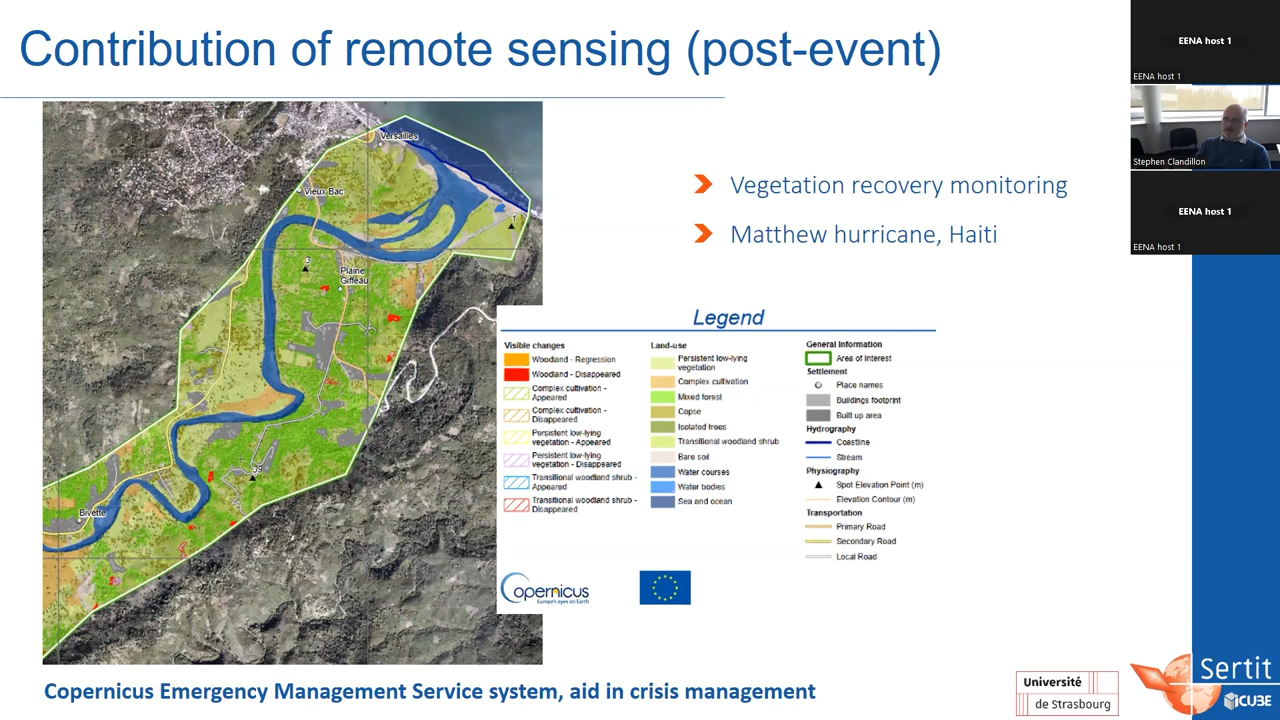 Contribution of remote sensing (post-event)
EENA host 1
EENA host 1
Stephen Clandillon
EENA host 1
EENA host 1
Versailles
Vieux Bac
1
3
Plaine
Giffeau
39
Bivette
Vegetation recovery monitoring
Matthew hurricane, Haiti
Legend
Visible changes
Woodland - Regression
Woodland - Disappeared
Complex cultivation -
Appeared
Complex cultivation -
Disappeared
Persistent low-lying
vegetation - Appeared
Persistent low-lying
vegetation - Disappeared
Transitional woodland shrub -
Appeared
Transitional woodland shrub -
Disappeared
Land-use
Persistent low-lying
vegetation
Complex cultivation
Mixed forest
Copse
Isolated trees
Transitional woodland shrub
Bare soil
Water courses
Water bodies
Sea and ocean
General Information
Area of Interest
Settlement
Place names
Buildings footprint
Built up area
Hydrography
Coastline
Stream
Physiography
Spot Elevation Point (m)
Elevation Contour (m)
Transportation
Primary Road
Secondary Road
Local Road
Copernicus
Europe's eyes on Earth
Copernicus Emergency Management Service system, aid in crisis management
Université
de Strasbourg
Sertit
iCUBE